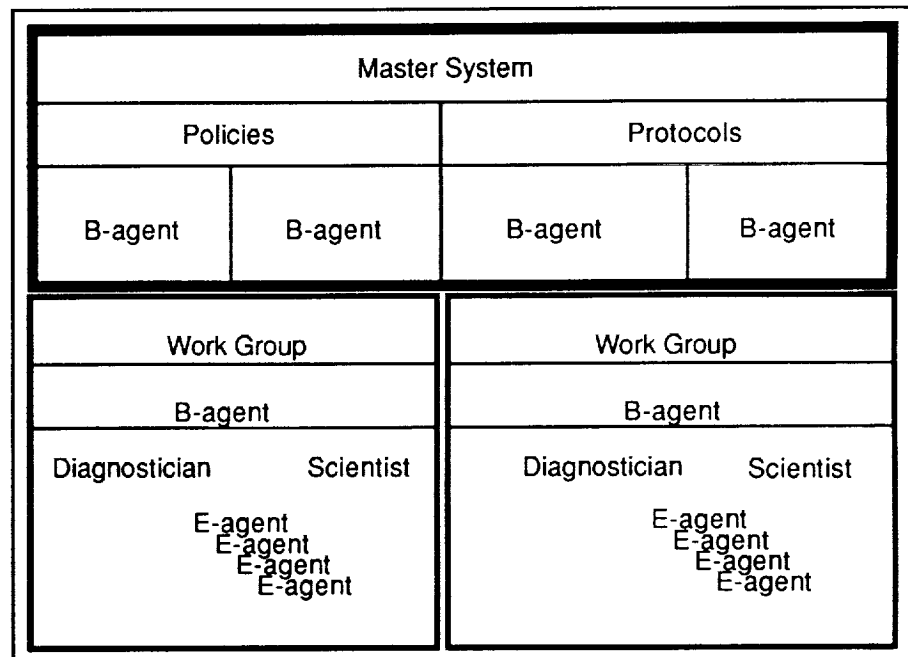 Master System
Policies Protocols
B-agent B-agent B-agent B-agent
Work Group
B-agent
Diagnostician Scientist
E-agent
E-agent
E-agent
E-agent
Work Group
B-agent
Diagnostician Scientist
E-agent
E-agent
E-agent
E-agent